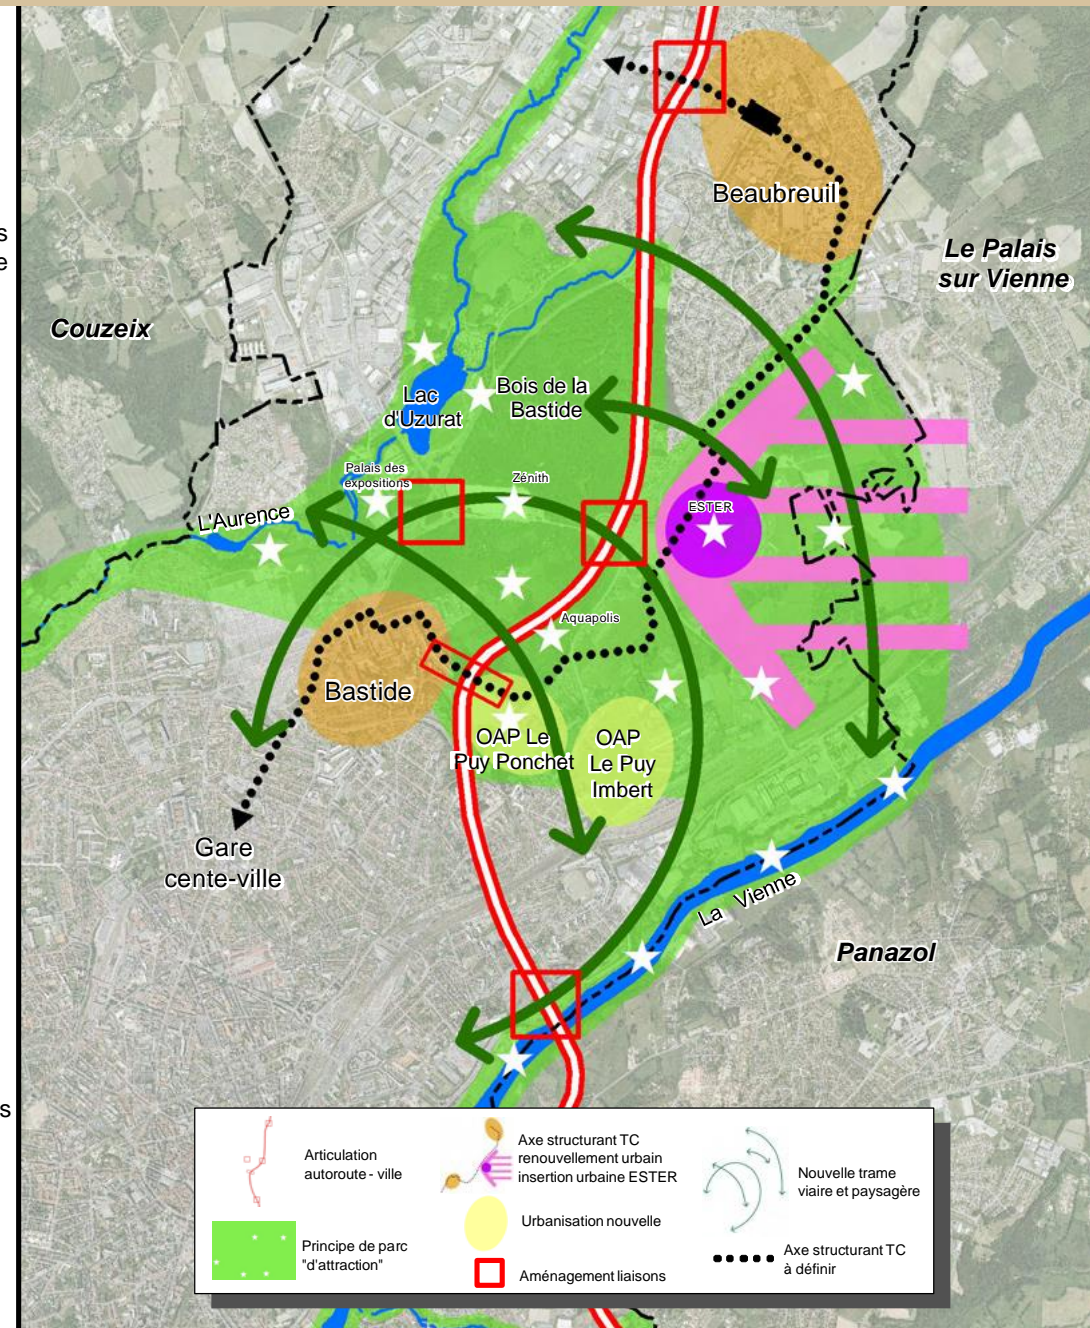 Beaubreuil
s
e
Le Palais
sur Vienne
Couzeix
Bois de la
Bastide
Lac
d'Uzurat
Palais des
expositions
Zénith
ESTER
L'Aurence
Aquapolis
Bastide
OAP Le
Puy Ponchet
OAP
Le Puy
Imbert
Gare
cente-ville
La Vienne
Panazol
s
Articulation
autoroute - ville
Principe de parc
"d'attraction"
Axe structurant TC
renouvellement urbain
insertion urbaine ESTER
Urbanisation nouvelle
Aménagement liaisons
Nouvelle trame
viaire et paysagère
Axe structurant TC
à définir